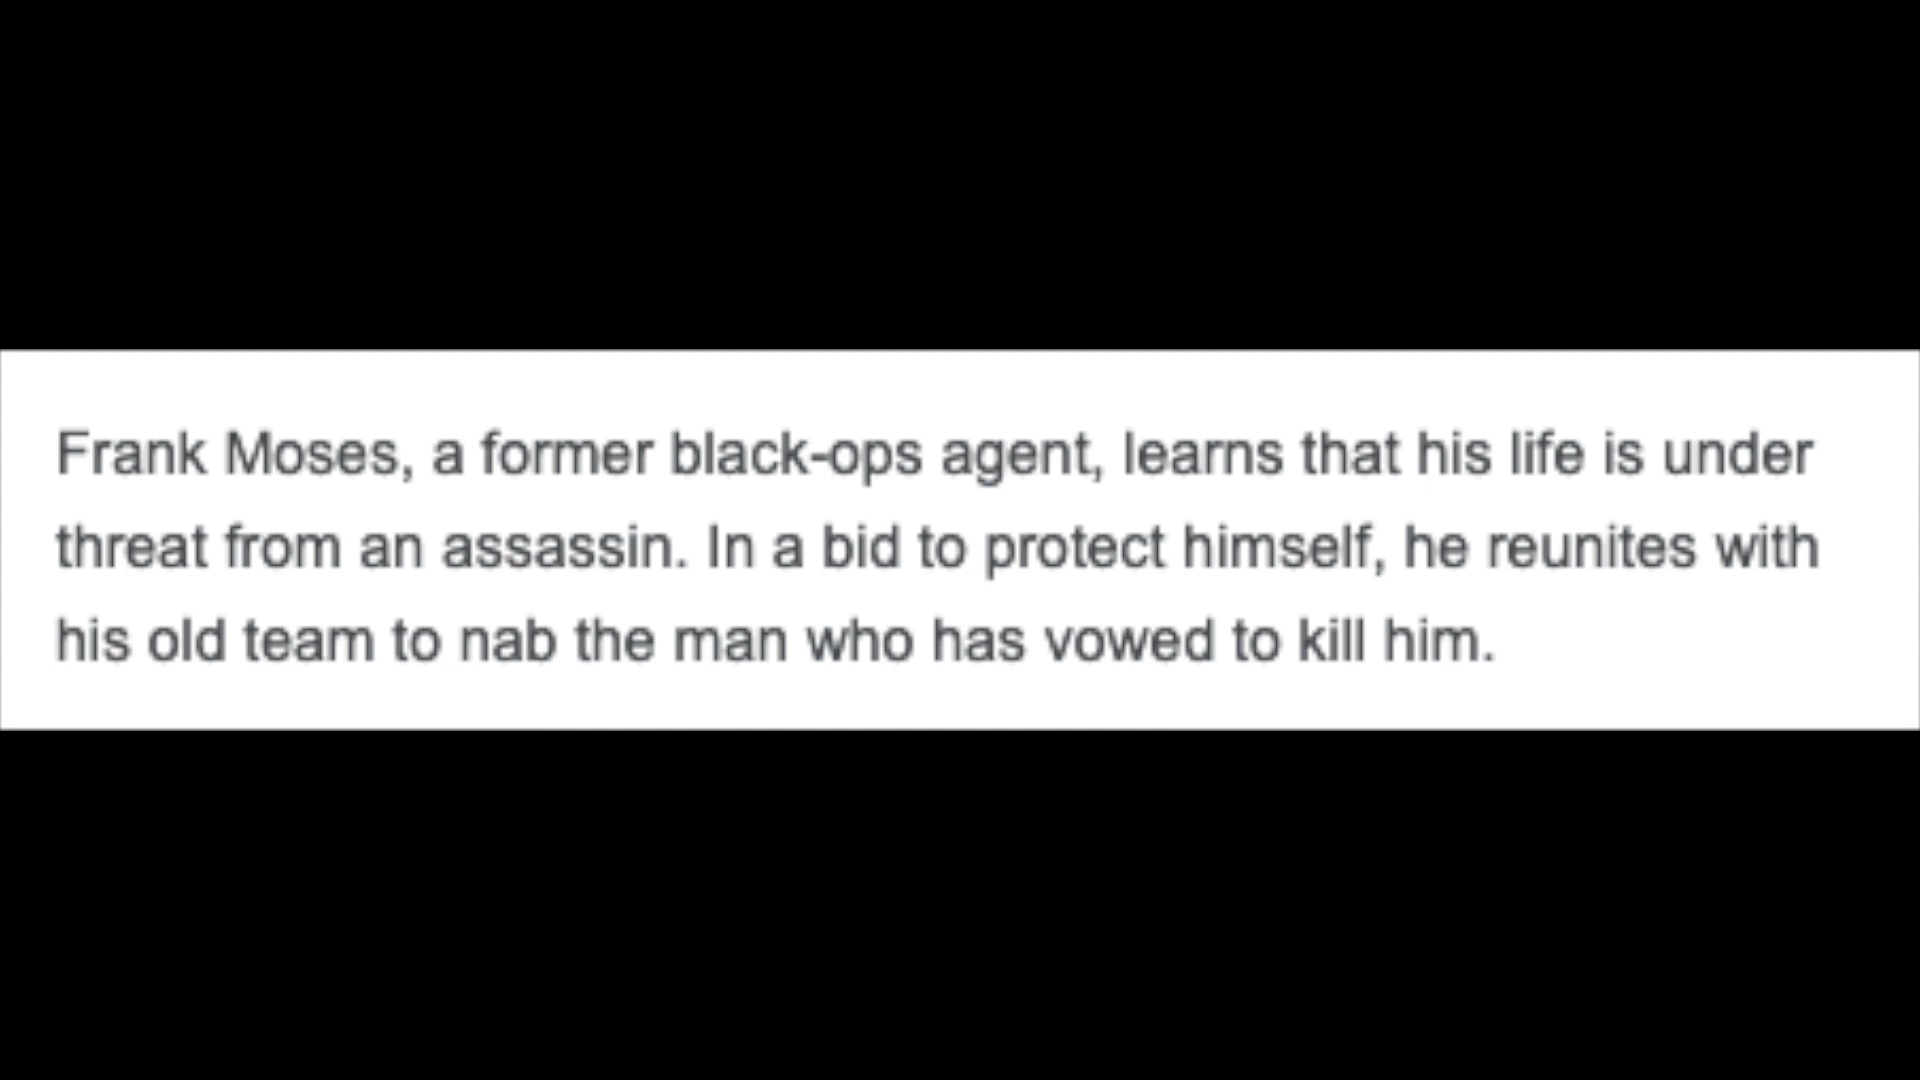 Frank Moses, a former black-ops agent, learns that his life is under
threat from an assassin. In a bid to protect himself, he reunites with
his old team to nab the man who has vowed to kill him.